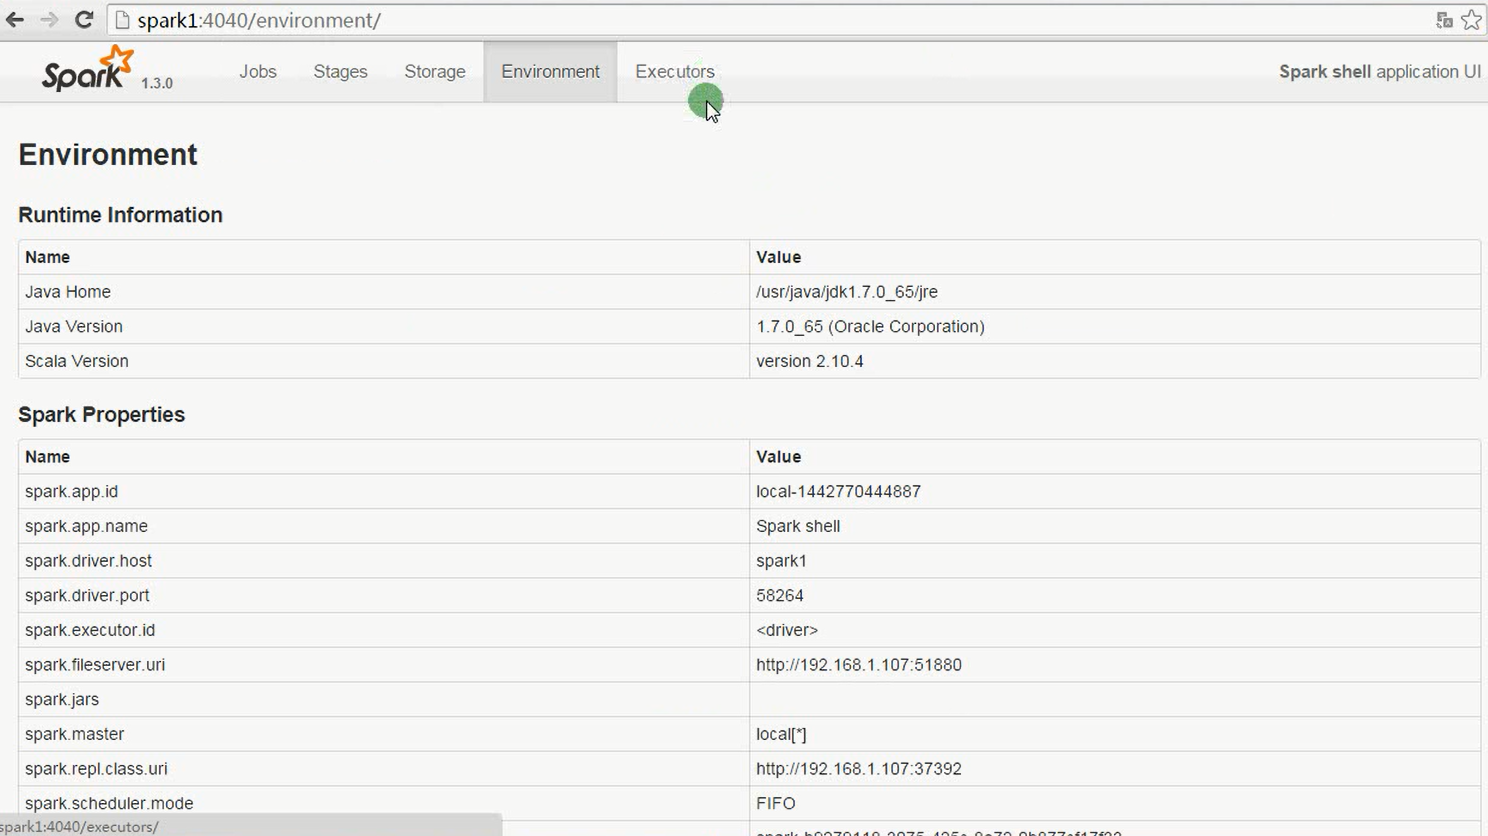 spark1:4040/environment/
Spark 1.3.0 Jobs Stages Storage Environment Executors Spark shell application UI
Environment
Runtime Information
Name Value
Java Home /usr/java/jdk1.7.0_65/jre
Java Version 1.7.0_65 (Oracle Corporation)
Scala Version version 2.10.4
Spark Properties
Name Value
spark.app.id local-1442770444887
spark.app.name Spark shell
spark.driver.host spark1
spark.driver.port 58264
spark.executor.id <driver>
spark.fileserver.uri http://192.168.1.107:51880
spark.jars
spark.master local[*]
spark.repl.class.uri http://192.168.1.107:37392
spark.scheduler.mode FIFO
spark1:4040/executors/